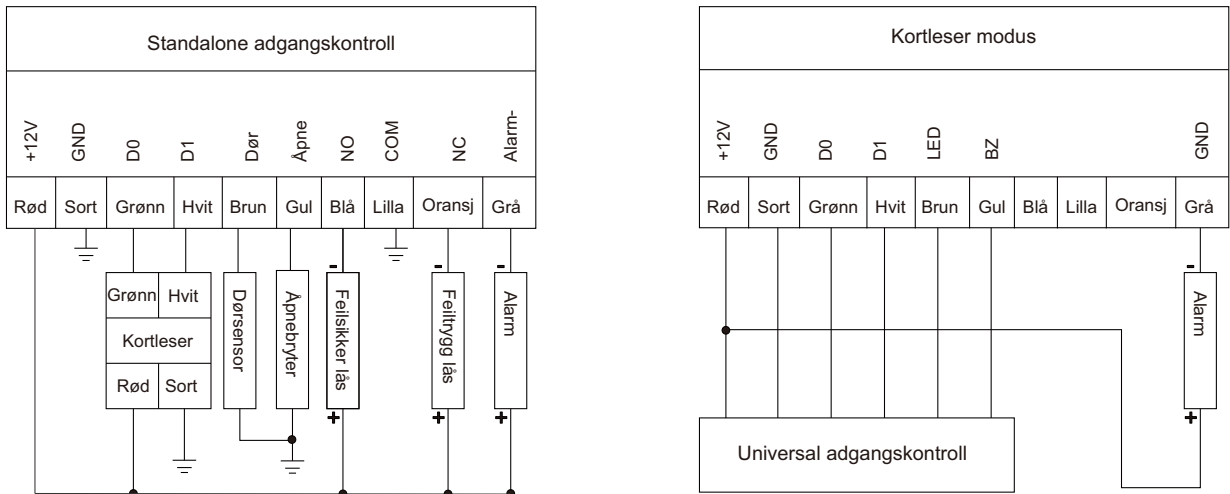 Standalone adgangskontroll
+12V GND D0 D1 Dør Åpne NO COM NC Alarm-
Rød Sort Grønn Hvit Brun Gul Blå Lilla Oransj Grå
- - -
Grønn Hvit
Kortleser
Rød Sort
Dørsensor
Åpnebryter
Feilsikker lås
Feiltrygg lås
Alarm
+ + +
Kortleser modus
+12V GND D0 D1 LED BZ GND
Rød Sort Grønn Hvit Brun Gul Blå Lilla Oransj Grå
-
Alarm
+
Universal adgangskontroll